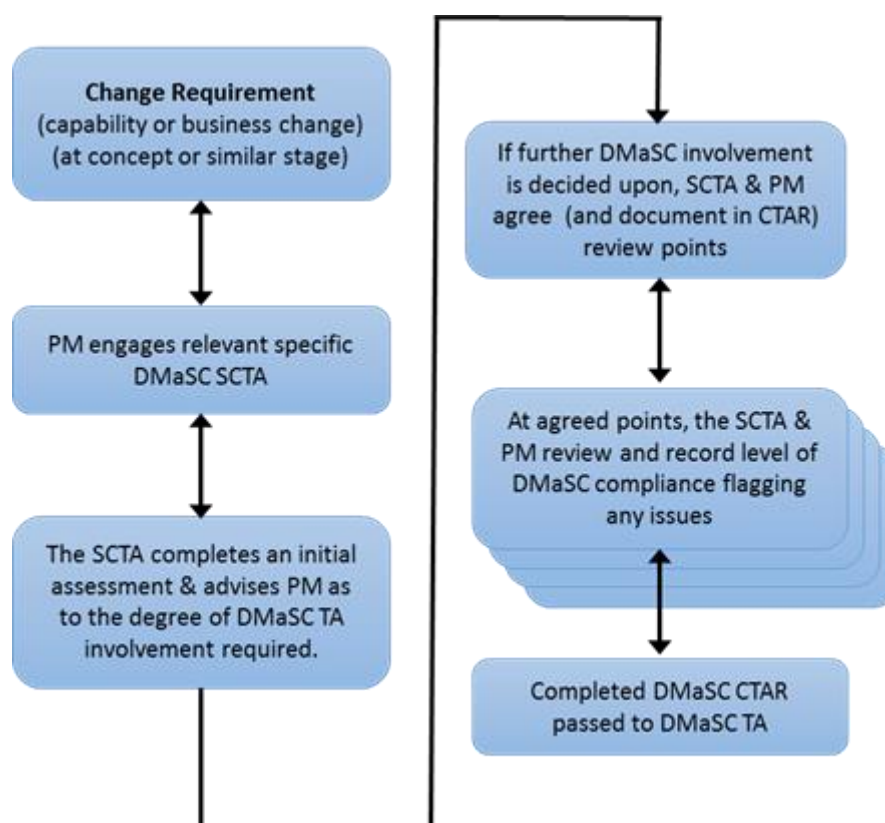 Change Requirement
(capability or business change)
(at concept or similar stage)
PM engages relevant specific
DMaSC SCTA
The SCTA completes an initial
assessment & advises PM as
to the degree of DMaSC TA
involvement required.
If further DMaSC involvement
is decided upon, SCTA & PM
agree (and document in CTAR)
review points
At agreed points, the SCTA &
PM review and record level of
DMaSC compliance flagging
any issues
Completed DMaSC CTAR
passed to DMaSC TA